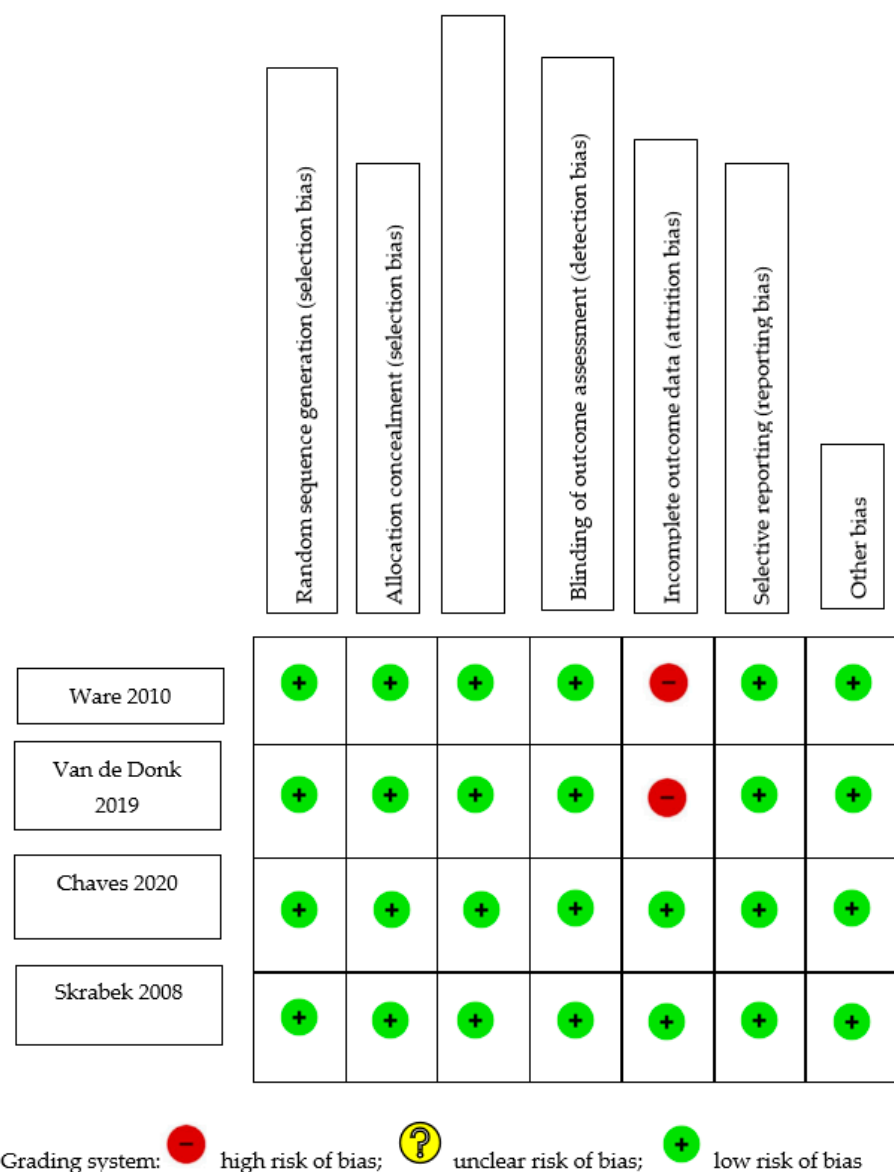 Random sequence generation (selection bias)
Allocation concealment (selection bias)
Blinding of outcome assessment (detection bias)
Incomplete outcome data (attrition bias)
Selective reporting (reporting bias)
Other bias
Ware 2010
+ + + + − + +
Van de Donk
2019
+ + + + − + +
Chaves 2020
+ + + + + + +
Skrabek 2008
+ + + + + + +
Grading system: − high risk of bias; ? unclear risk of bias; + low risk of bias